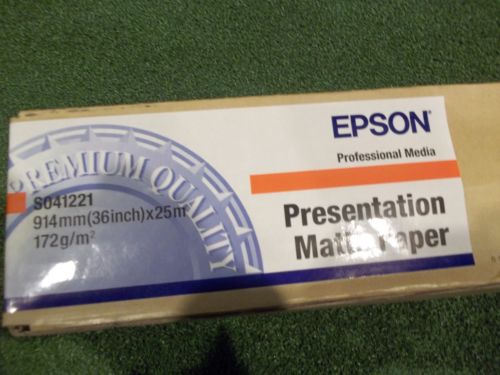 PREMIUM QUALITY
S041221
914mm(36inch)x25m
172g/m²
EPSON
Professional Media
Presentation
Matte Paper